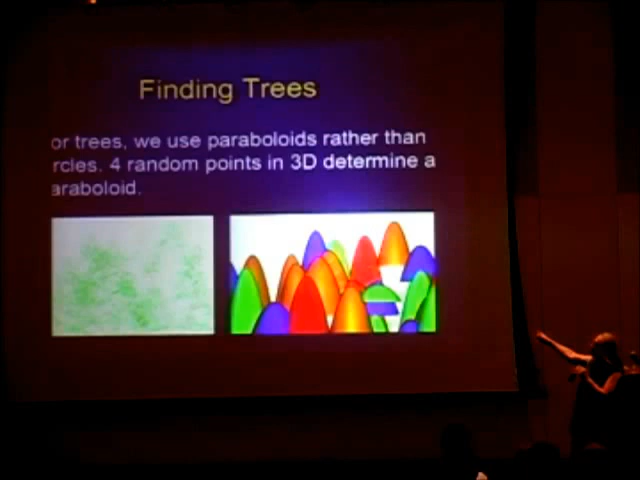 Finding Trees
or trees, we use paraboloids rather than
rcles. 4 random points in 3D determine a
araboloid.